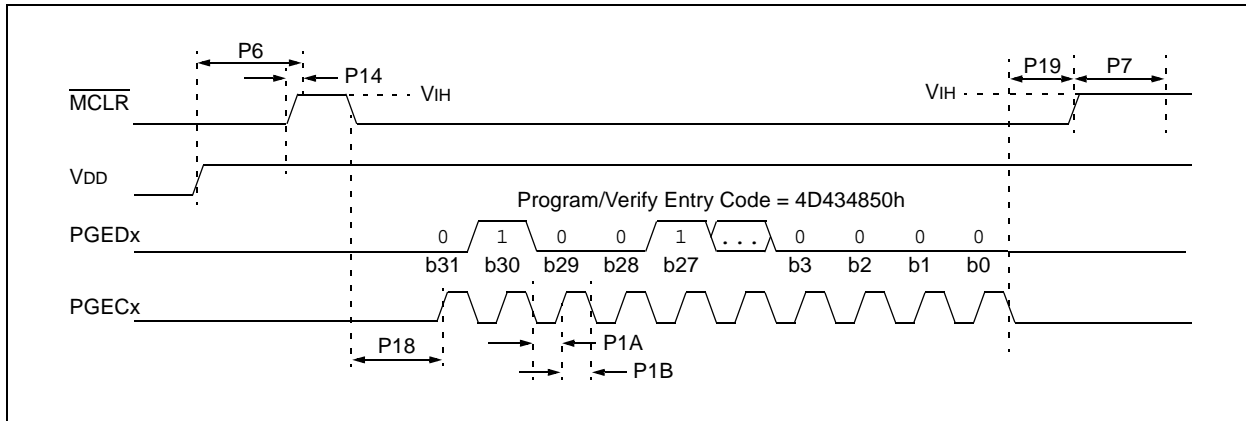 P6
P14
P19 P7
MCLR
VIH
VIH
VDD
Program/Verify Entry Code = 4D434850h
PGEDx
0 1 0 0 1 ... 0 0 0 0
b31 b30 b29 b28 b27 b3 b2 b1 b0
PGECx
P18
P1A
P1B